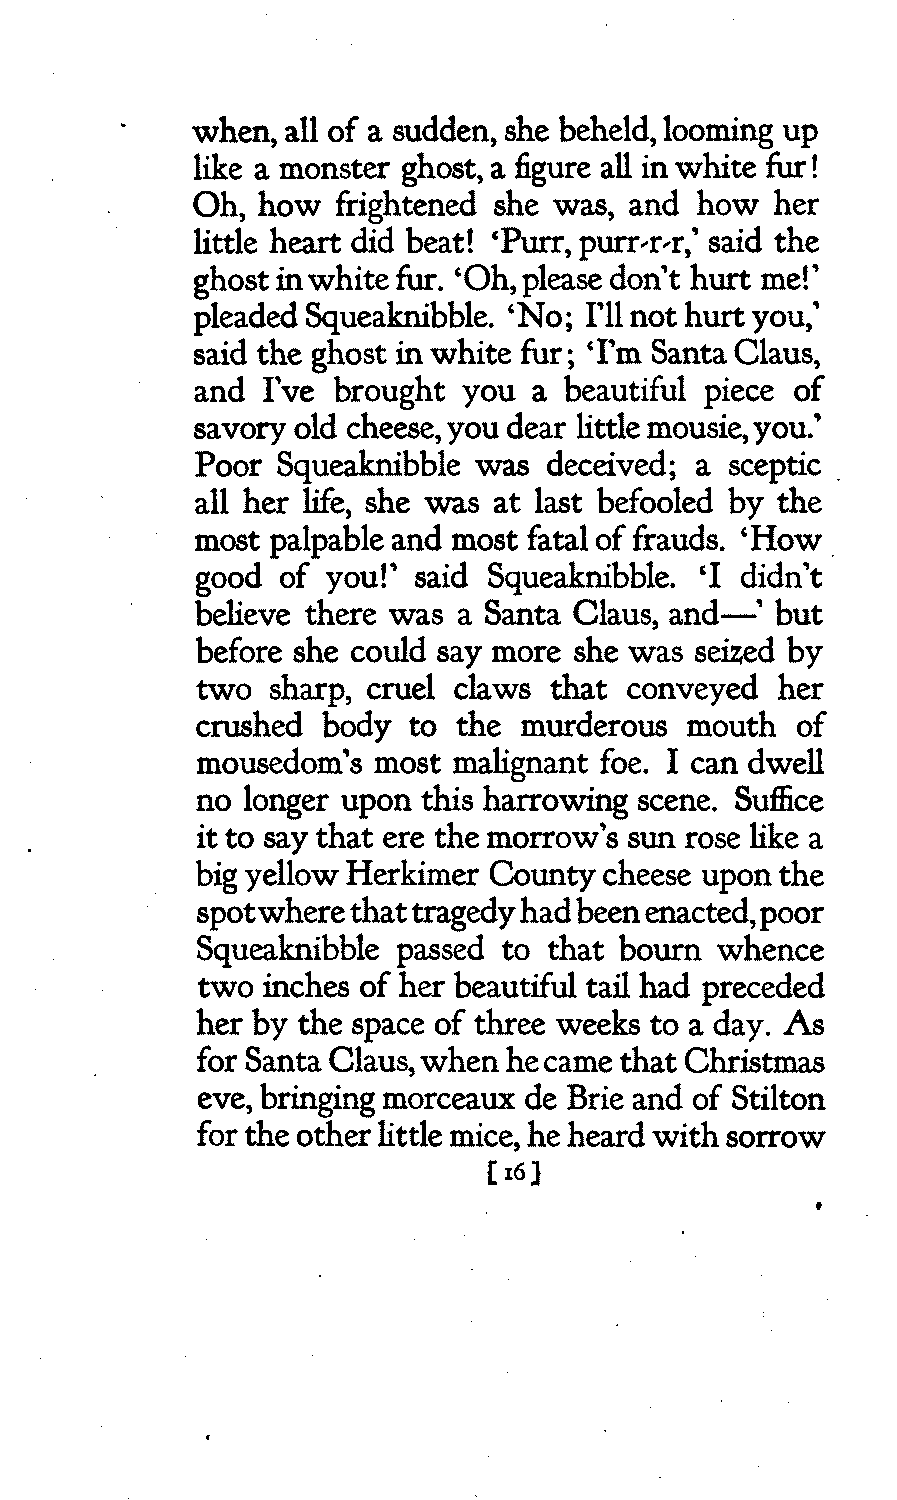 when, all of a sudden, she beheld, looming up
like a monster ghost, a figure all in white fur!
Oh, how frightened she was, and how her
little heart did beat! ‘Purr, purr-r-r,’ said the
ghost in white fur. ‘Oh, please don't hurt me!’
pleaded Squeaknibble. ‘No; I'll not hurt you,’
said the ghost in white fur; ‘I'm Santa Claus,
and I've brought you a beautiful piece of
savory old cheese, you dear little mousie, you.’
Poor Squeaknibble was deceived; a sceptic
all her life, she was at last befooled by the
most palpable and most fatal of frauds. ‘How
good of you!’ said Squeaknibble. ‘I didn't
believe there was a Santa Claus, and—’ but
before she could say more she was seized by
two sharp, cruel claws that conveyed her
crushed body to the murderous mouth of
mousedom's most malignant foe. I can dwell
no longer upon this harrowing scene. Suffice
it to say that ere the morrow's sun rose like a
big yellow Herkimer County cheese upon the
spot where that tragedy had been enacted, poor
Squeaknibble passed to that bourn whence
two inches of her beautiful tail had preceded
her by the space of three weeks to a day. As
for Santa Claus, when he came that Christmas
eve, bringing morceaux de Brie and of Stilton
for the other little mice, he heard with sorrow
[ 16 ]